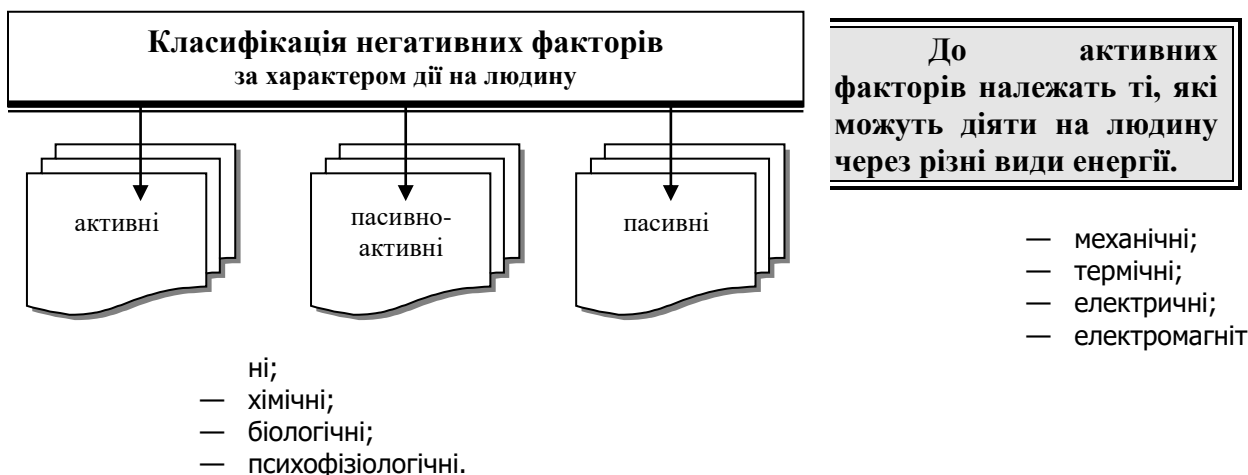 Класифікація негативних факторів
за характером дії на людину
активні
пасивно-
активні
пасивні
До активних
факторів належать ті, які
можуть діяти на людину
через різні види енергії.
— механічні;
— термічні;
— електричні;
— електромагніт
ні;
— хімічні;
— біологічні;
— психофізіологічні.